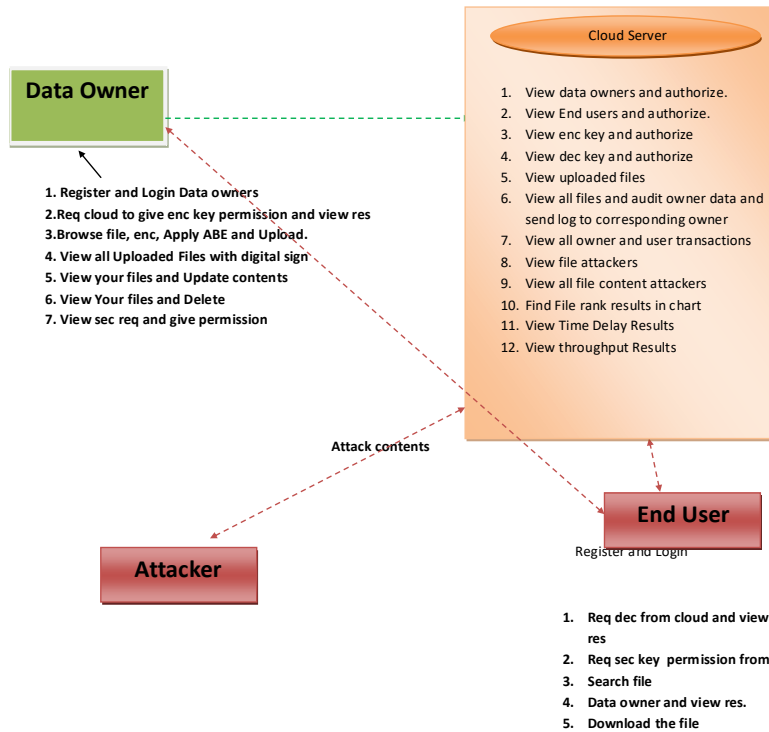 Cloud Server
Data Owner
1. View data owners and authorize.
2. View End users and authorize.
3. View enc key and authorize
4. View dec key and authorize
5. View uploaded files
6. View all files and audit owner data and
send log to corresponding owner
7. View all owner and user transactions
8. View file attackers
9. View all file content attackers
10. Find File rank results in chart
11. View Time Delay Results
12. View throughput Results
1. Register and Login Data owners
2.Req cloud to give enc key permission and view res
3.Browse file, enc, Apply ABE and Upload.
4. View all Uploaded Files with digital sign
5. View your files and Update contents
6. View Your files and Delete
7. View sec req and give permission
Attack contents
End User
Register and Login
Attacker
1. Req dec from cloud and view
res
2. Req sec key permission from
3. Search file
4. Data owner and view res.
5. Download the file